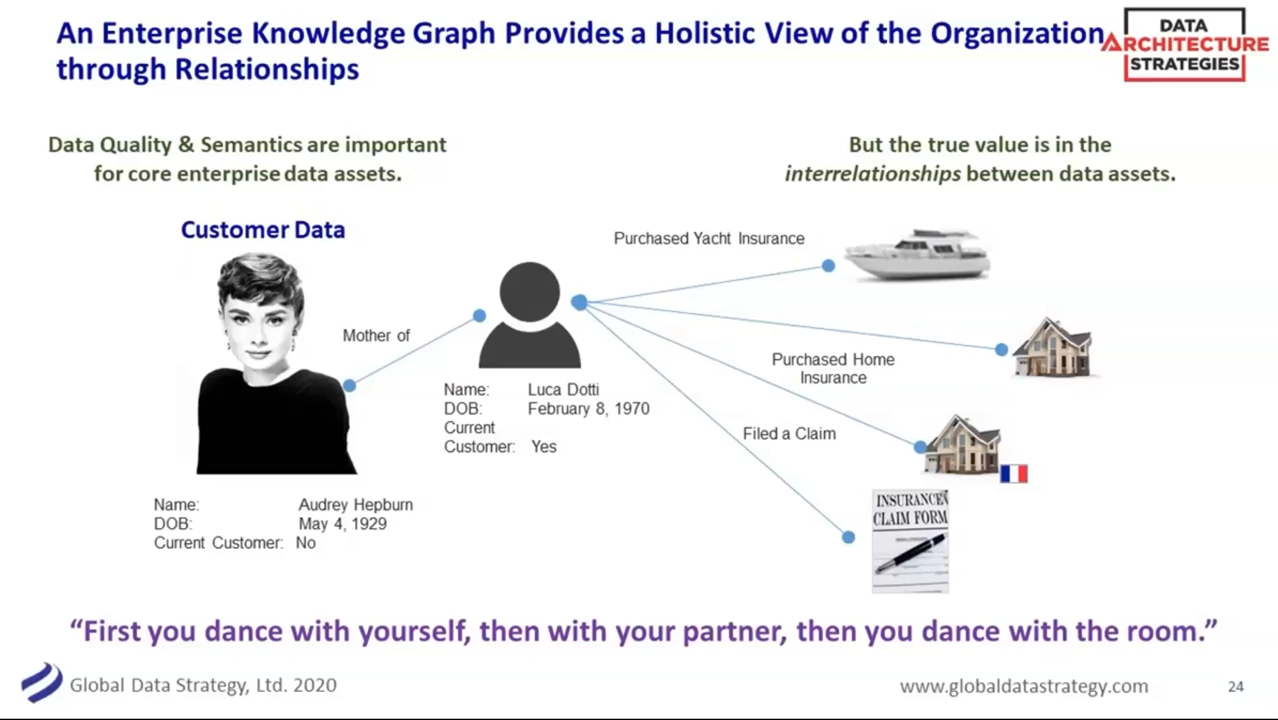 An Enterprise Knowledge Graph Provides a Holistic View of the Organization
through Relationships
DATA
ARCHITECTURE
STRATEGIES
Data Quality & Semantics are important
for core enterprise data assets.
But the true value is in the
interrelationships between data assets.
Customer Data
Purchased Yacht Insurance
Mother of
Purchased Home
Insurance
Name: Luca Dotti
DOB: February 8, 1970
Current
Customer: Yes
Filed a Claim
Name: Audrey Hepburn
DOB: May 4, 1929
Current Customer: No
INSURANCE
CLAIM FORM
“First you dance with yourself, then with your partner, then you dance with the room.”
Global Data Strategy, Ltd. 2020
www.globaldatastrategy.com
24